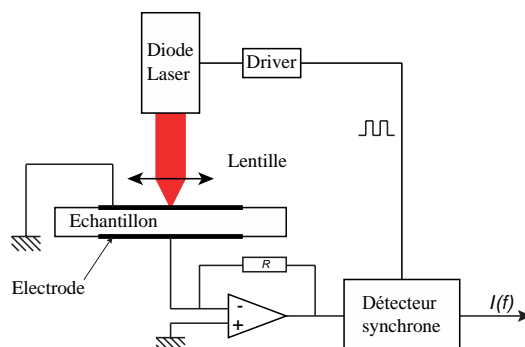 Diode
Laser
Driver
Lentille
Echantillon
Electrode
R
-
+
Détecteur
synchrone
I(f)